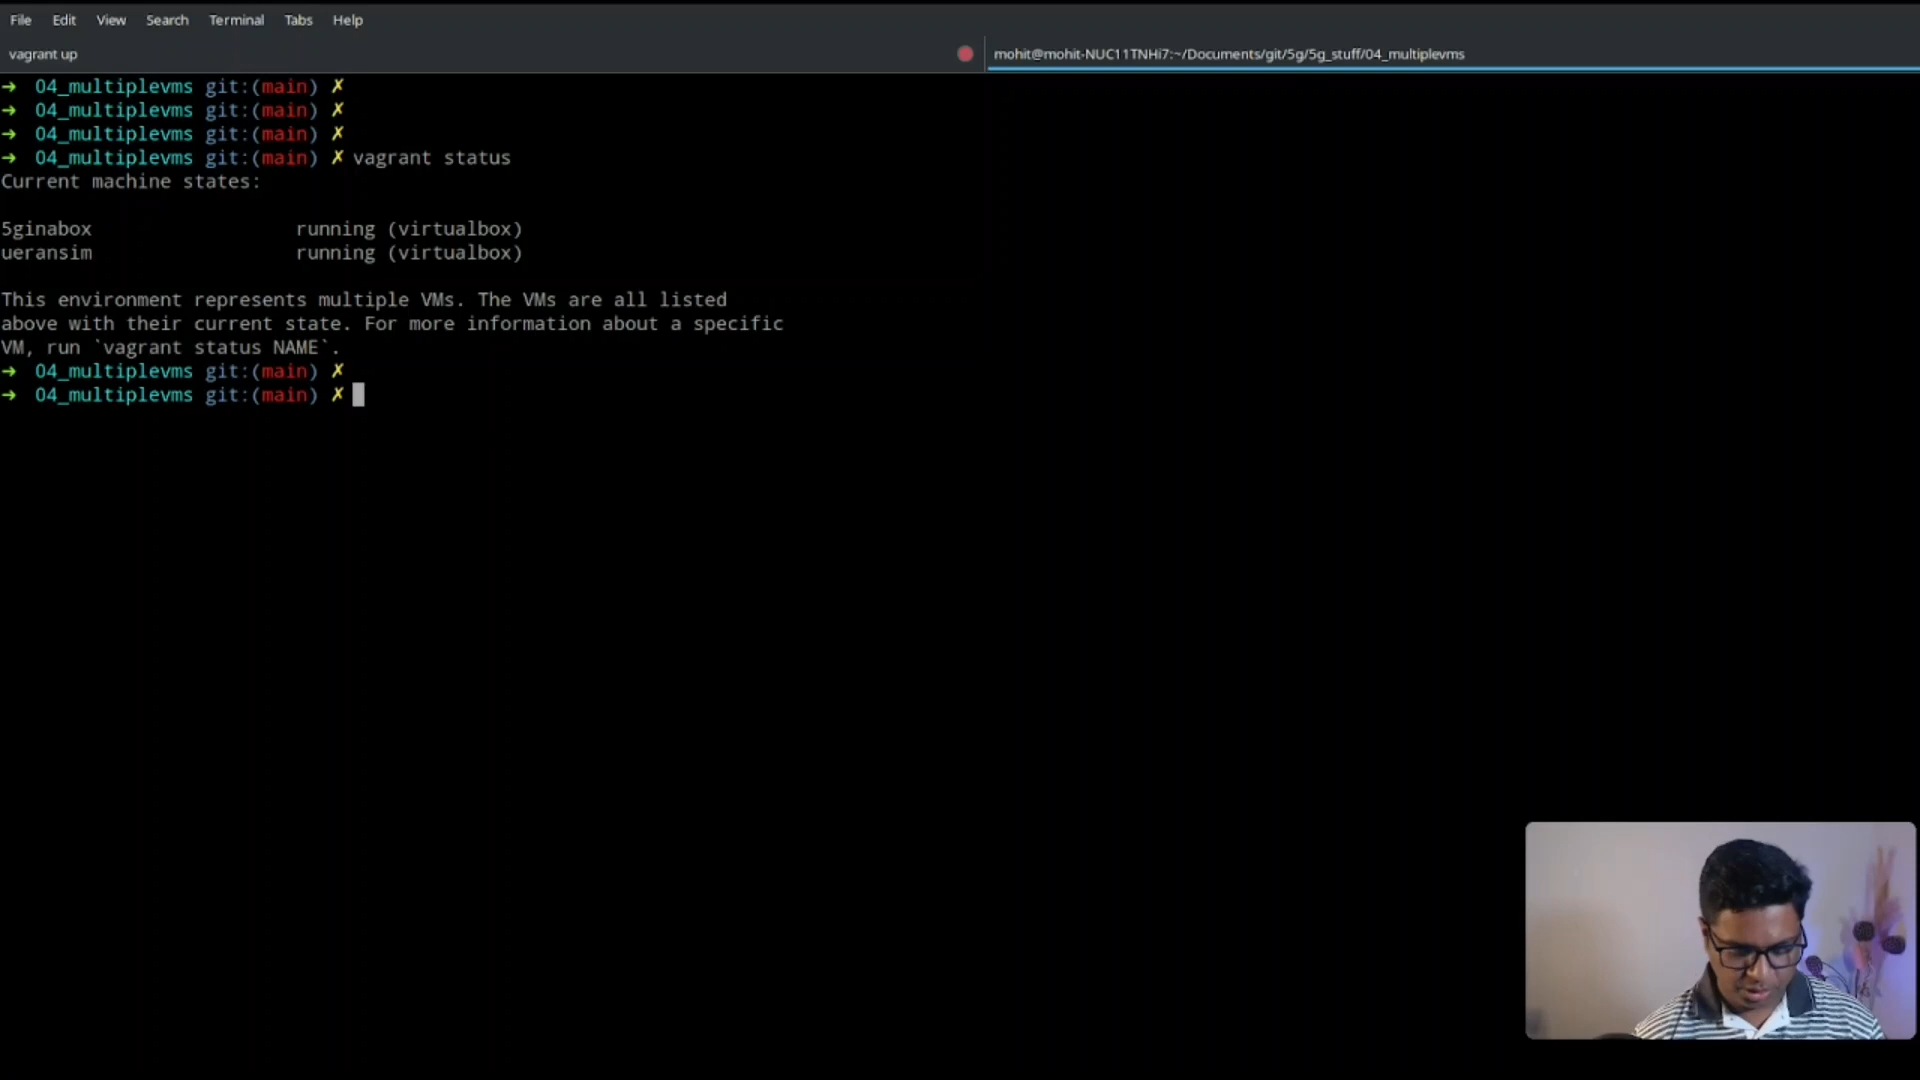 File Edit View Search Terminal Tabs Help
vagrant up mohit@mohit-NUC11TNHi7:~/Documents/git/5g/5g_stuff/04_multiplevms
➜ 04_multiplevms git:(main) ✗
➜ 04_multiplevms git:(main) ✗
➜ 04_multiplevms git:(main) ✗
➜ 04_multiplevms git:(main) ✗ vagrant status
Current machine states:
5ginabox running (virtualbox)
ueransim running (virtualbox)
This environment represents multiple VMs. The VMs are all listed
above with their current state. For more information about a specific
VM, run `vagrant status NAME`.
➜ 04_multiplevms git:(main) ✗
➜ 04_multiplevms git:(main) ✗